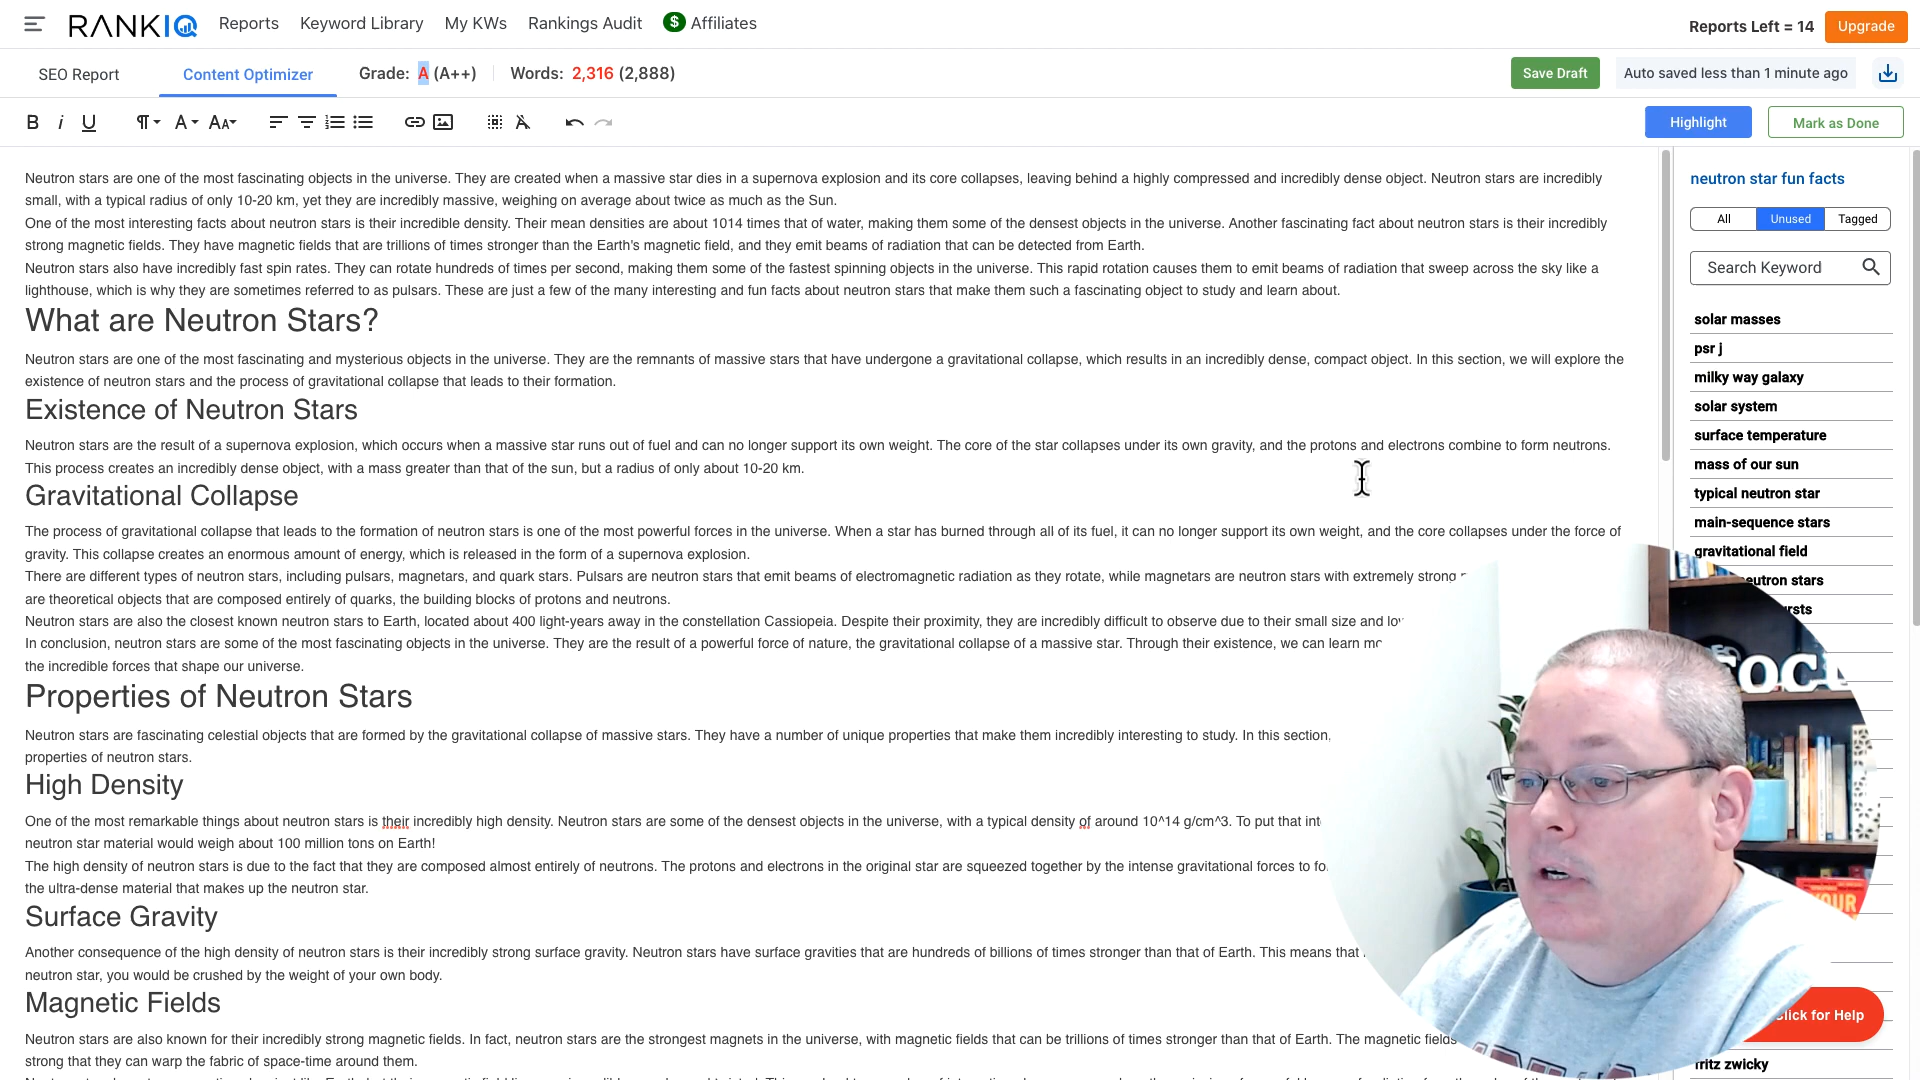 RANKIQ Reports Keyword Library My KWs Rankings Audit $ Affiliates Reports Left = 14 Upgrade
SEO Report Content Optimizer Grade: A (A++) Words: 2,316 (2,888) Save Draft Auto saved less than 1 minute ago
Highlight Mark as Done
Neutron stars are one of the most fascinating objects in the universe. They are created when a massive star dies in a supernova explosion and its core collapses, leaving behind a highly compressed and incredibly dense object. Neutron stars are incredibly
small, with a typical radius of only 10-20 km, yet they are incredibly massive, weighing on average about twice as much as the Sun.
One of the most interesting facts about neutron stars is their incredible density. Their mean densities are about 1014 times that of water, making them some of the densest objects in the universe. Another fascinating fact about neutron stars is their incredibly
strong magnetic fields. They have magnetic fields that are trillions of times stronger than the Earth's magnetic field, and they emit beams of radiation that can be detected from Earth.
Neutron stars also have incredibly fast spin rates. They can rotate hundreds of times per second, making them some of the fastest spinning objects in the universe. This rapid rotation causes them to emit beams of radiation that sweep across the sky like a
lighthouse, which is why they are sometimes referred to as pulsars. These are just a few of the many interesting and fun facts about neutron stars that make them such a fascinating object to study and learn about.
What are Neutron Stars?
Neutron stars are one of the most fascinating and mysterious objects in the universe. They are the remnants of massive stars that have undergone a gravitational collapse, which results in an incredibly dense, compact object. In this section, we will explore the
existence of neutron stars and the process of gravitational collapse that leads to their formation.
Existence of Neutron Stars
Neutron stars are the result of a supernova explosion, which occurs when a massive star runs out of fuel and can no longer support its own weight. The core of the star collapses under its own gravity, and the protons and electrons combine to form neutrons.
This process creates an incredibly dense object, with a mass greater than that of the sun, but a radius of only about 10-20 km.
Gravitational Collapse
The process of gravitational collapse that leads to the formation of neutron stars is one of the most powerful forces in the universe. When a star has burned through all of its fuel, it can no longer support its own weight, and the core collapses under the force of
gravity. This collapse creates an enormous amount of energy, which is released in the form of a supernova explosion.
There are different types of neutron stars, including pulsars, magnetars, and quark stars. Pulsars are neutron stars that emit beams of electromagnetic radiation as they rotate, while magnetars are neutron stars with extremely strong
are theoretical objects that are composed entirely of quarks, the building blocks of protons and neutrons.
Neutron stars are also the closest known neutron stars to Earth, located about 400 light-years away in the constellation Cassiopeia. Despite their proximity, they are incredibly difficult to observe due to their small size and
In conclusion, neutron stars are some of the most fascinating objects in the universe. They are the result of a powerful force of nature, the gravitational collapse of a massive star. Through their existence, we can learn
the incredible forces that shape our universe.
Properties of Neutron Stars
Neutron stars are fascinating celestial objects that are formed by the gravitational collapse of massive stars. They have a number of unique properties that make them incredibly interesting to study. In this section,
properties of neutron stars.
High Density
One of the most remarkable things about neutron stars is their incredibly high density. Neutron stars are some of the densest objects in the universe, with a typical density of around 10^14 g/cm^3. To put that
neutron star material would weigh about 100 million tons on Earth!
The high density of neutron stars is due to the fact that they are composed almost entirely of neutrons. The protons and electrons in the original star are squeezed together by the intense gravitational forces to
the ultra-dense material that makes up the neutron star.
Surface Gravity
Another consequence of the high density of neutron stars is their incredibly strong surface gravity. Neutron stars have surface gravities that are hundreds of billions of times stronger than that of Earth. This means that
neutron star, you would be crushed by the weight of your own body.
Magnetic Fields
Neutron stars are also known for their incredibly strong magnetic fields. In fact, neutron stars are the strongest magnets in the universe, with magnetic fields that can be trillions of times stronger than that of Earth. The magnetic fields
strong that they can warp the fabric of space-time around them.
neutron star fun facts
All Unused Tagged
Search Keyword
solar masses
psr j
milky way galaxy
solar system
surface temperature
mass of our sun
typical neutron star
main-sequence stars
gravitational field
neutron stars
YOUR
Click for Help
fritz zwicky